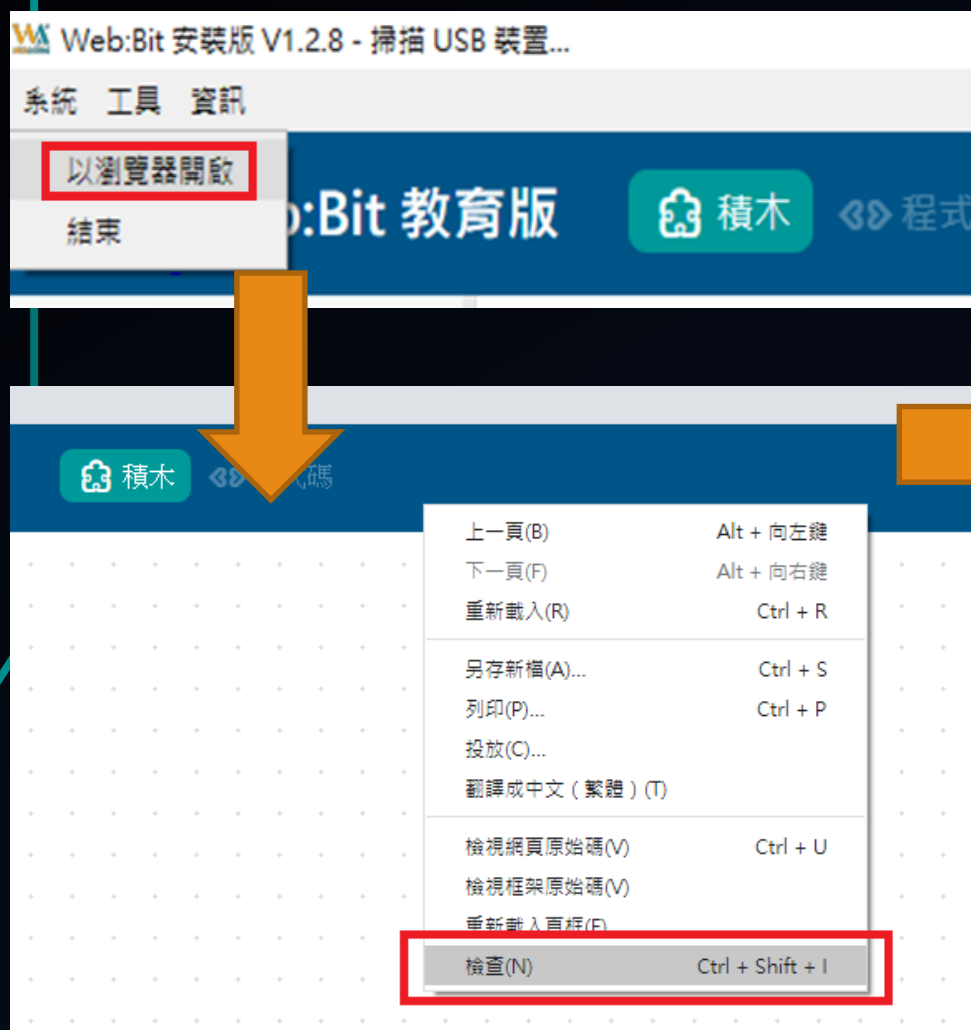 Web:Bit 安裝版 V1.2.8 - 掃描 USB 裝置...
系統 工具 資訊
以瀏覽器開啟
:Bit 教育版 積木 程式
結束
積木 碼
上一頁(B) Alt + 向左鍵
下一頁(F) Alt + 向右鍵
重新載入(R) Ctrl + R
另存新檔(A)... Ctrl + S
列印(P)... Ctrl + P
投放(C)...
翻譯成中文 ( 繁體 ) (T)
檢視網頁原始碼(V) Ctrl + U
檢視框架原始碼(V)
重新載入頁框(F)
檢查(N) Ctrl + Shift + I